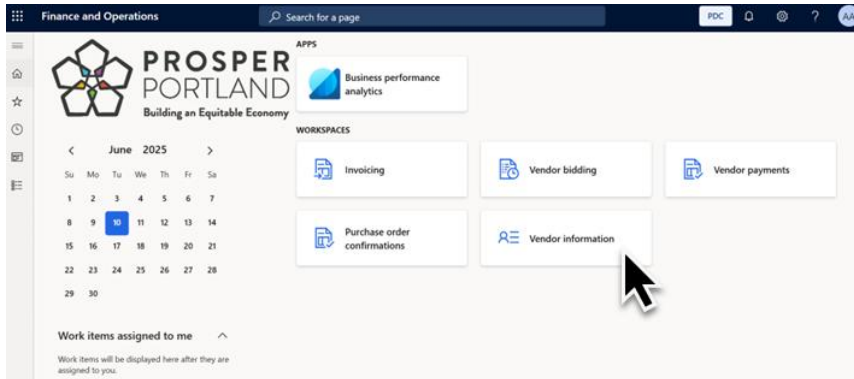 Finance and Operations
Search for a page
PDC
?
AA
PROSPER
PORTLAND
Building an Equitable Economy
June 2025
Su Mo Tu We Th Fr Sa
1 2 3 4 5 6 7
8 9 10 11 12 13 14
15 16 17 18 19 20 21
22 23 24 25 26 27 28
29 30
Work items assigned to me
Work items will be displayed here after they are
assigned to you.
APPS
Business performance
analytics
WORKSPACES
Invoicing
Vendor bidding
Vendor payments
Purchase order
confirmations
Vendor information